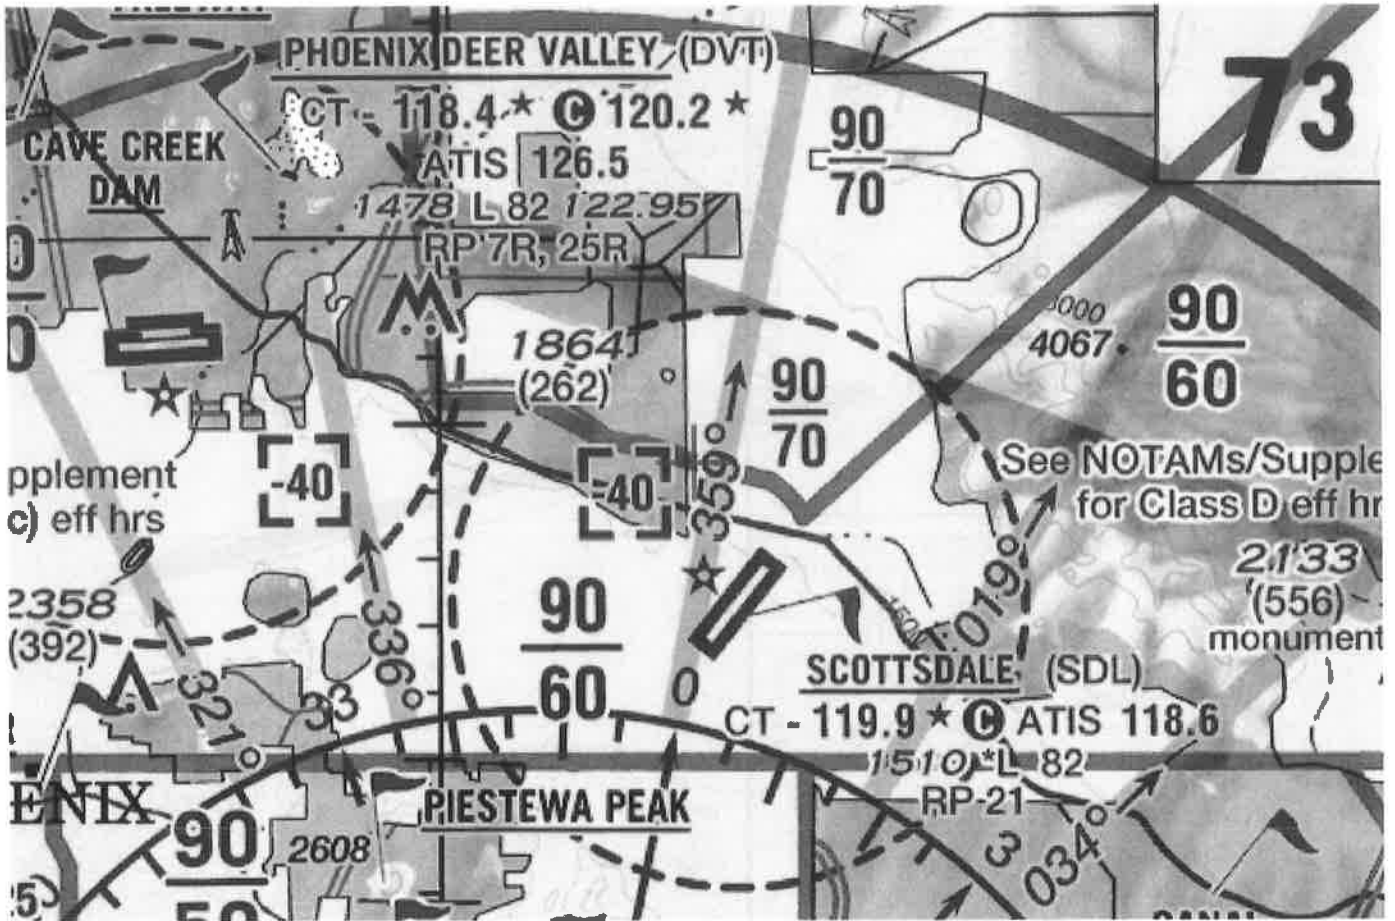 PHOENIX DEER VALLEY (DVT)
CT - 118.4 * C 120.2 *
ATIS 126.5
1478 L 82 122.95
RP 7R, 25R
CAVE CREEK
DAM
90
70
73
90
60
4067
1864
(262)
90
70
-40
-40
359°
See NOTAMs/Supple
for Class D eff hr
pplement
c) eff hrs
2358
(392)
336°
321°
33
90
60
0
019°
2133
(556)
monument
SCOTTSDALE (SDL)
CT - 119.9 * C ATIS 118.6
1510 *L 82
RP-21
ENIX
PIESTEWA PEAK
90
2608
3
034°